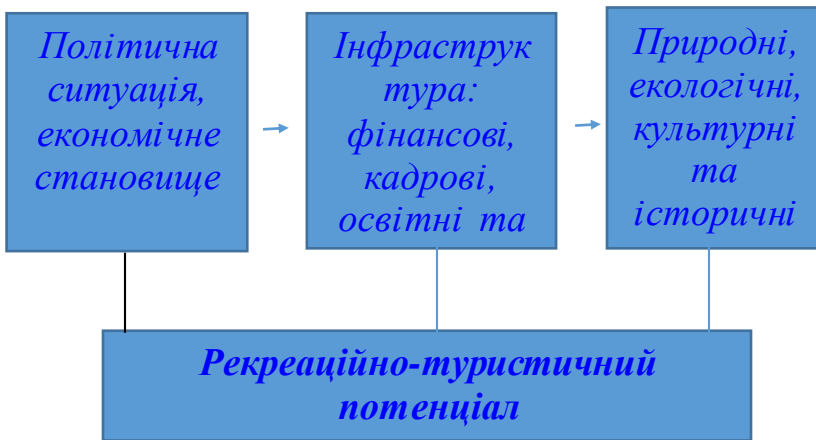 Політична
ситуація,
економічне
становище
Інфраструк
тура:
фінансові,
кадрові,
освітні та
Природні,
екологічні,
культурні
та
історичні
Рекреаційно-туристичний
потенціал